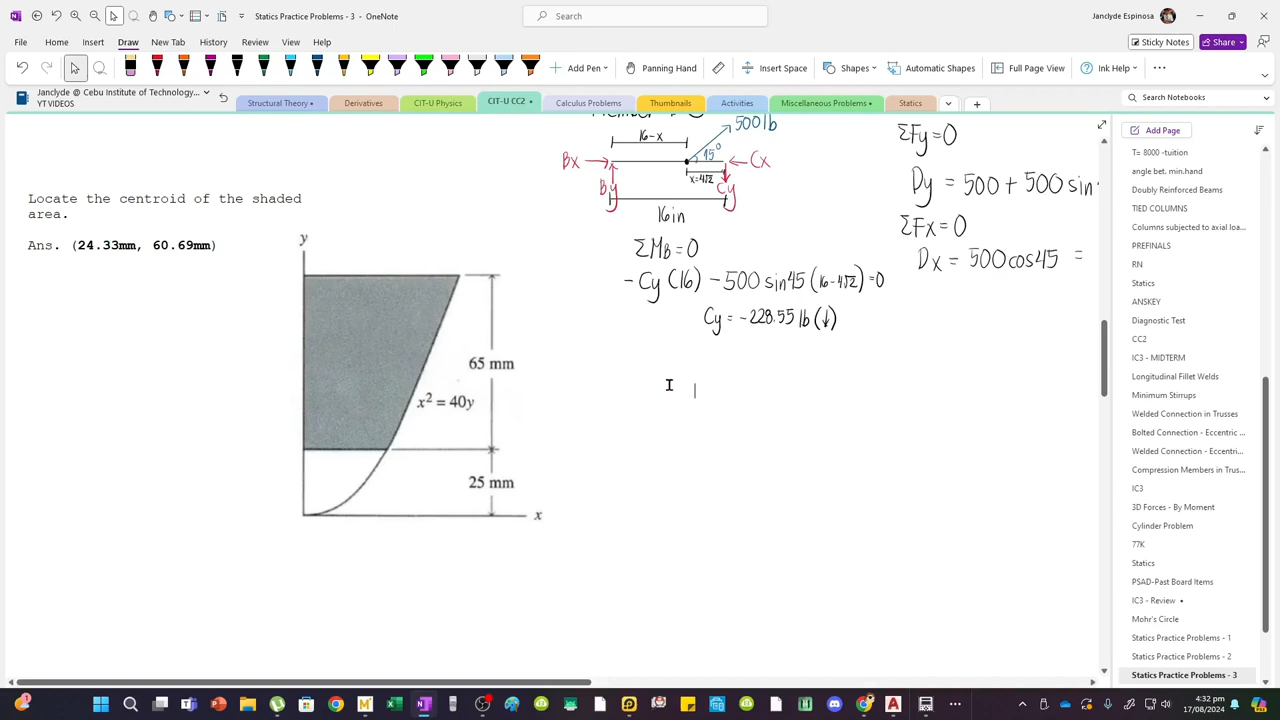 Statics Practice Problems - 3 - OneNote
Search
Janclyde Espinosa
File Home Insert Draw New Tab History Review View Help
Sticky Notes Share
Add Pen Panning Hand Insert Space Shapes Automatic Shapes Full Page View Ink Help
Janclyde @ Cebu Institute of Technology...
YT VIDEOS
Structural Theory • Derivatives CIT-U Physics CIT-U CC2 • Calculus Problems Thumbnails Activities Miscellaneous Problems • Statics
Search Notebooks
Add Page
T= 8000 -tuition
angle bet. min.hand
Doubly Reinforced Beams
TIED COLUMNS
Columns subjected to axial loa...
PREFINALS
RN
Statics
ANSKEY
Diagnostic Test
CC2
IC3 - MIDTERM
Longitudinal Fillet Welds
Minimum Stirrups
Welded Connection in Trusses
Bolted Connection - Eccentric ...
Welded Connection - Eccentri...
Compression Members in Trus...
IC3
3D Forces - By Moment
Cylinder Problem
77K
Statics
PSAD-Past Board Items
IC3 - Review •
Mohr's Circle
Statics Practice Problems - 1
Statics Practice Problems - 2
Statics Practice Problems - 3
Locate the centroid of the shaded
area.
Ans. (24.33mm, 60.69mm)
y
65 mm
x² = 40y
25 mm
x
16-x
500lb
45°
Bx
Cx
x=4√2
By
Cy
16in
ΣMB=0
-Cy(16) -500sin45(16-4√2)=0
Cy = -228.55 lb (↓)
ΣFy=0
Dy = 500 + 500 sin
ΣFx=0
Dx = 500cos45 =
Search
4:32 pm
17/08/2024